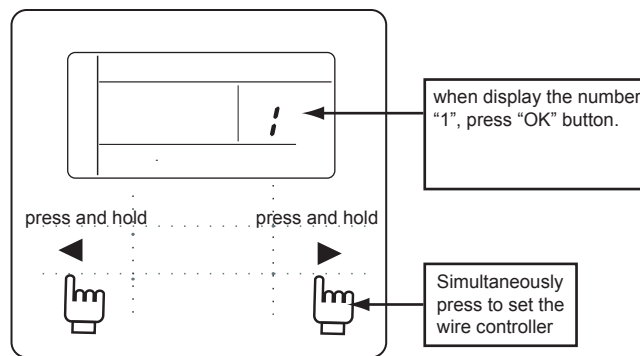 1
when display the number
“1”, press “OK” button.
press and hold
press and hold
Simultaneously
press to set the
wire controller